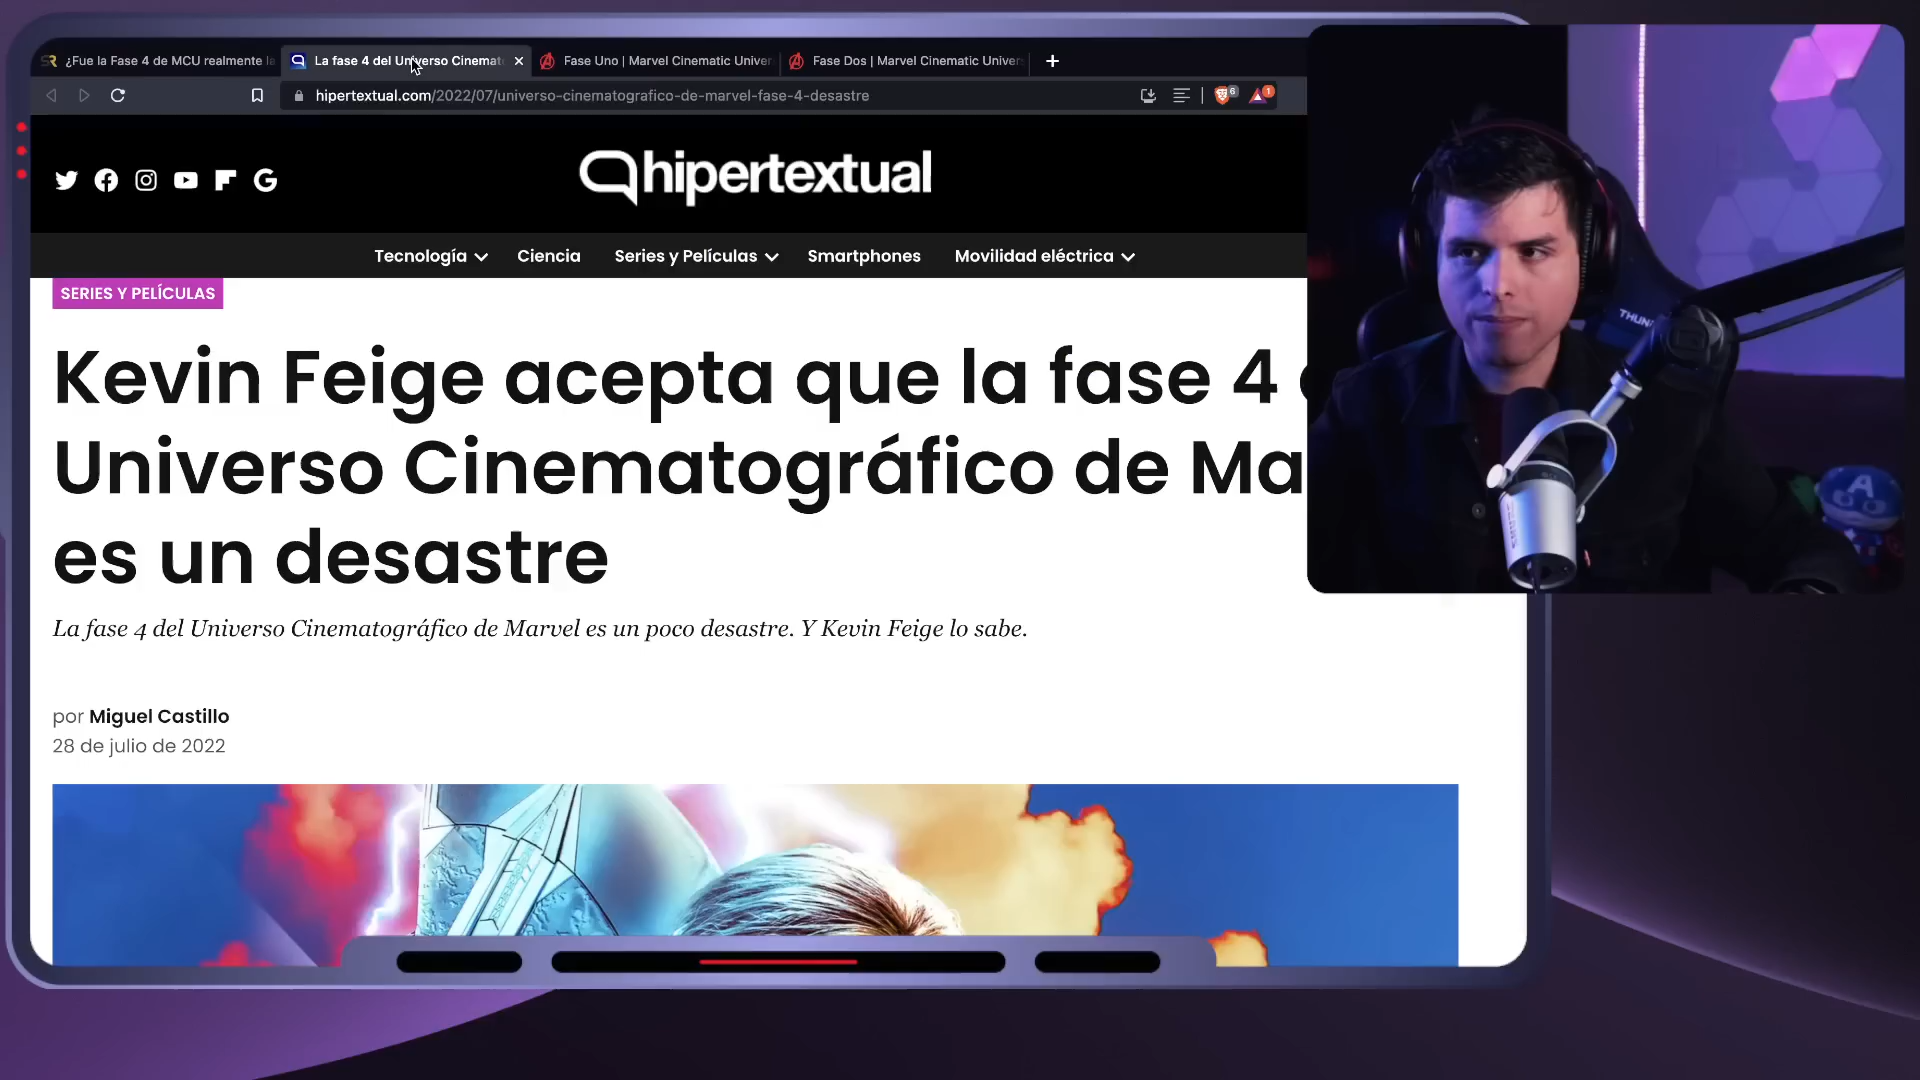 ¿Fue la Fase 4 de MCU realmente la
La fase 4 del Universo Cinemat
Fase Uno | Marvel Cinematic Univer
Fase Dos | Marvel Cinematic Univers
hipertextual.com/2022/07/universo-cinematografico-de-marvel-fase-4-desastre
6
1
hipertextual
Tecnología
Ciencia
Series y Películas
Smartphones
Movilidad eléctrica
SERIES Y PELÍCULAS
Kevin Feige acepta que la fase 4
Universo Cinematográfico de Ma
es un desastre
La fase 4 del Universo Cinematográfico de Marvel es un poco desastre. Y Kevin Feige lo sabe.
por Miguel Castillo
28 de julio de 2022
THUN
A